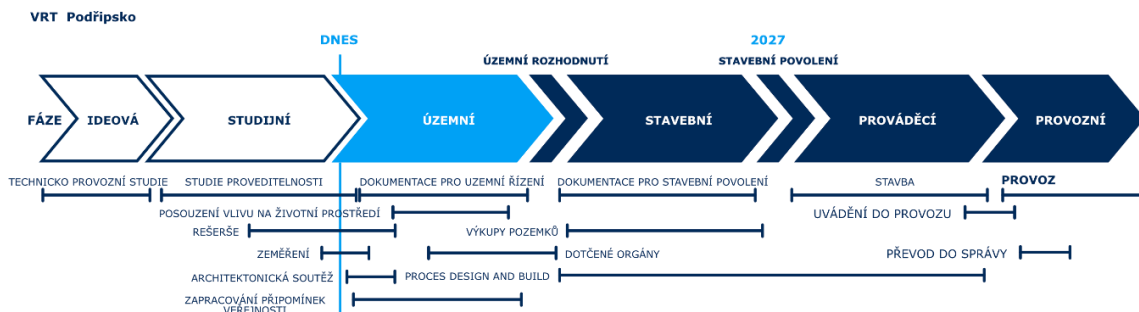 VRT Podřipsko
DNES
2027
ÚZEMNÍ ROZHODNUTÍ
STAVEBNÍ POVOLENÍ
FÁZE
IDEOVÁ
STUDIJNÍ
ÚZEMNÍ
STAVEBNÍ
PROVÁDĚCÍ
PROVOZNÍ
TECHNICKO PROVOZNÍ STUDIE
STUDIE PROVEDITELNOSTI
DOKUMENTACE PRO UZEMNÍ ŘÍZENÍ
DOKUMENTACE PRO STAVEBNÍ POVOLENÍ
STAVBA
PROVOZ
POSOUZENÍ VLIVU NA ŽIVOTNÍ PROSTŘEDÍ
UVÁDĚNÍ DO PROVOZU
REŠERŠE
VÝKUPY POZEMKŮ
ZEMĚŘENÍ
DOTČENÉ ORGÁNY
PŘEVOD DO SPRÁVY
ARCHITEKTONICKÁ SOUTĚŽ
PROCES DESIGN AND BUILD
ZAPRACOVÁNÍ PŘIPOMÍNEK
VEŘEJNOSTI